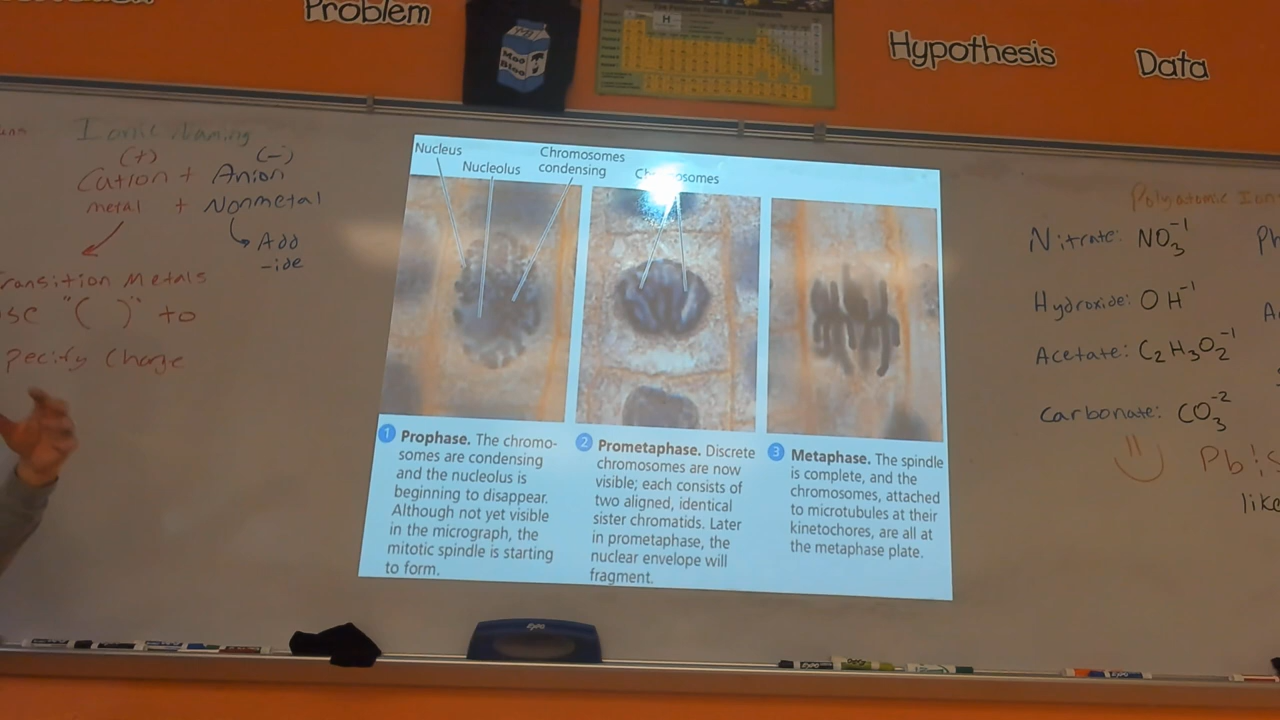 Problem
Hypothesis
Data
Moo
Bloo
H
Ionic Naming
(+) (-)
Cation + Anion
metal + Nonmetal
Add
-ide
Metals
" ( ) " to
Charge
Nucleus
Nucleolus
Chromosomes
condensing
1 Prophase. The chromo-
somes are condensing
and the nucleolus is
beginning to disappear.
Although not yet visible
in the micrograph, the
mitotic spindle is starting
to form.
2 Prometaphase. Discrete
chromosomes are now
visible; each consists of
two aligned, identical
sister chromatids. Later
in prometaphase, the
nuclear envelope will
fragment.
3 Metaphase. The spindle
is complete, and the
chromosomes, attached
to microtubules at their
kinetochores, are all at
the metaphase plate.
Polyatomic Ion
Nitrate: NO₃⁻¹
Hydroxide: OH⁻¹
Acetate: C₂H₃O₂⁻¹
Carbonate: CO₃⁻²
Pb
like
EXPO